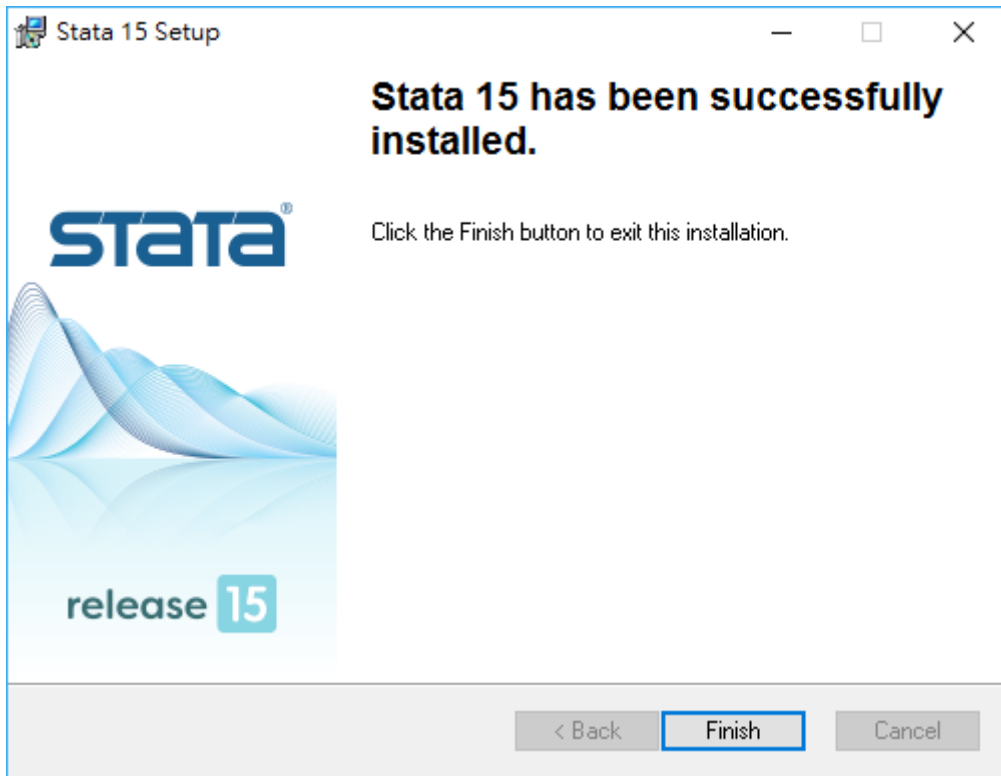 Stata 15 Setup
Stata 15 has been successfully
installed.
Click the Finish button to exit this installation.
stata®
release 15
< Back
Finish
Cancel